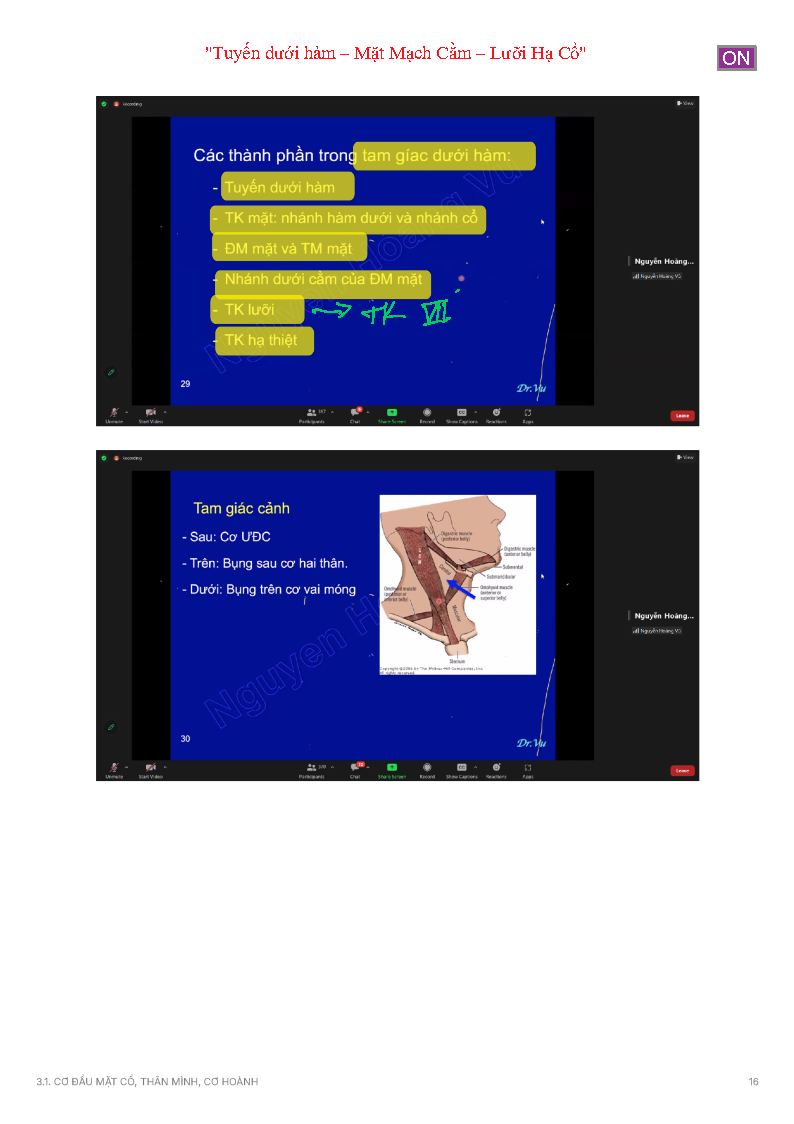 "Tuyến dưới hàm – Mặt Mạch Cằm – Lưỡi Hạ Cổ"
ON
Recording
View
Các thành phần trong tam gíac dưới hàm:
- Tuyến dưới hàm
- TK mặt: nhánh hàm dưới và nhánh cổ
- ĐM mặt và TM mặt
- Nhánh dưới cằm của ĐM mặt
- TK lưỡi
TK VII
- TK hạ thiệt
Nguyễn Hoàng...
Nguyễn Hoàng Vũ
29
Dr.Vu
Unmute
Start Video
Participants
Chat
Share Screen
Record
Show Captions
Reactions
Apps
Leave
Recording
View
Tam giác cảnh
- Sau: Cơ ƯĐC
- Trên: Bụng sau cơ hai thân.
- Dưới: Bụng trên cơ vai móng
Digastric muscle
(posterior belly)
Digastric muscle
(anterior belly)
Submental
Submandibular
Omohyoid muscle
(anterior or
superior belly)
Omohyoid muscle
(posterior or
inferior belly)
Carotid
Muscular
Sternum
Copyright ©2006 by The McGraw-Hill Companies, Inc.
All rights reserved.
Nguyễn Hoàng...
Nguyễn Hoàng Vũ
30
Dr.Vu
Unmute
Start Video
Participants
Chat
Share Screen
Record
Show Captions
Reactions
Apps
Leave
3.1. CƠ ĐẦU MẶT CỔ, THÂN MÌNH, CƠ HOÀNH
16